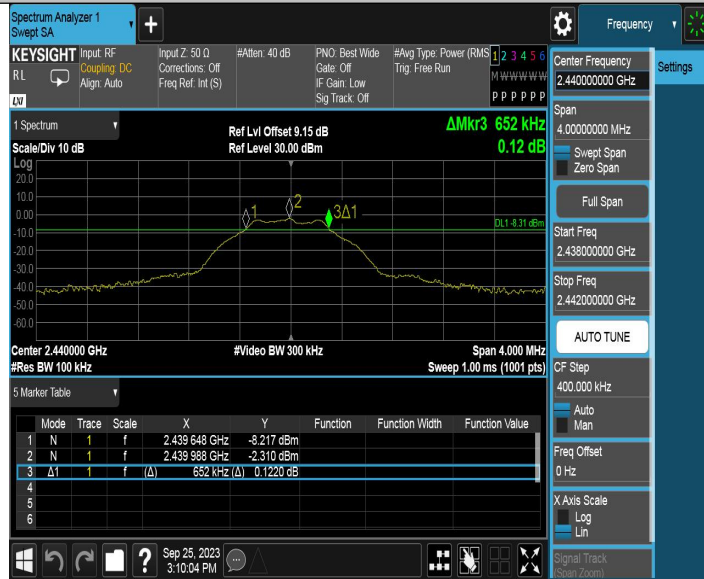 Spectrum Analyzer 1
Swept SA
Frequency
KEYSIGHT
RL
LXI
Input: RF
Coupling: DC
Align: Auto
Input Z: 50 Ω
Corrections: Off
Freq Ref: Int (S)
#Atten: 40 dB
PNO: Best Wide
Gate: Off
IF Gain: Low
Sig Track: Off
#Avg Type: Power (RMS
Trig: Free Run
1 2 3 4 5 6
M W W W W W
P P P P P P
1 Spectrum
Scale/Div 10 dB
Ref Lvl Offset 9.15 dB
Ref Level 30.00 dBm
ΔMkr3 652 kHz
0.12 dB
Log
20.0
10.0
0.00
-10.0
-20.0
-30.0
-40.0
-50.0
-60.0
1
2
3Δ1
DL1 -8.31 dBm
Center 2.440000 GHz
#Video BW 300 kHz
Span 4.000 MHz
#Res BW 100 kHz
Sweep 1.00 ms (1001 pts)
5 Marker Table
Mode Trace Scale X Y Function Function Width Function Value
1 N 1 f 2.439 648 GHz -8.217 dBm
2 N 1 f 2.439 988 GHz -2.310 dBm
3 Δ1 1 f (Δ) 652 kHz (Δ) 0.1220 dB
4
5
6
?
Sep 25, 2023
3:10:04 PM
Center Frequency
2.440000000 GHz
Settings
Span
4.00000000 MHz
Swept Span
Zero Span
Full Span
Start Freq
2.438000000 GHz
Stop Freq
2.442000000 GHz
AUTO TUNE
CF Step
400.000 kHz
Auto
Man
Freq Offset
0 Hz
X Axis Scale
Log
Lin
Signal Track
(Span Zoom)